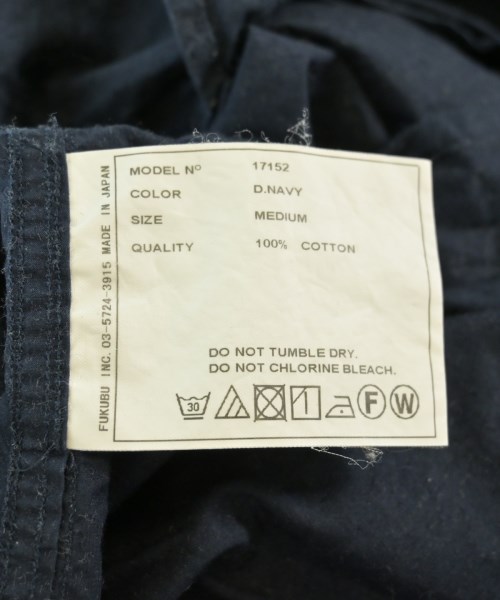 MODEL Nº 17152
COLOR D.NAVY
SIZE MEDIUM
QUALITY 100% COTTON
DO NOT TUMBLE DRY.
DO NOT CHLORINE BLEACH.
30 F W
FUKUBU INC. 03-5724-3915 MADE IN JAPAN